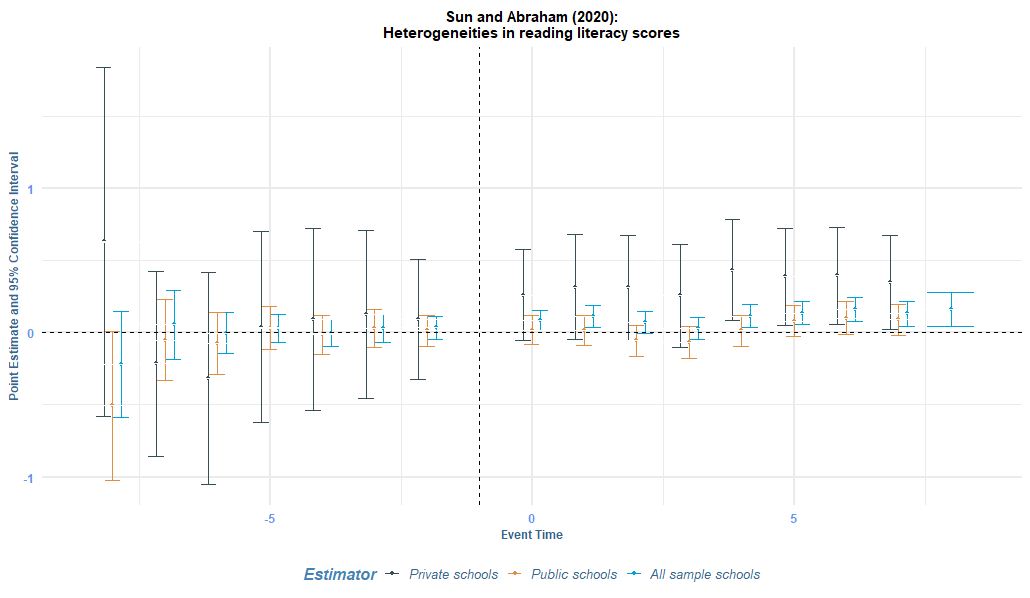 Sun and Abraham (2020):
Heterogeneities in reading literacy scores
Point Estimate and 95% Confidence Interval
1
0
-1
-5
0
5
Event Time
Estimator Private schools Public schools All sample schools